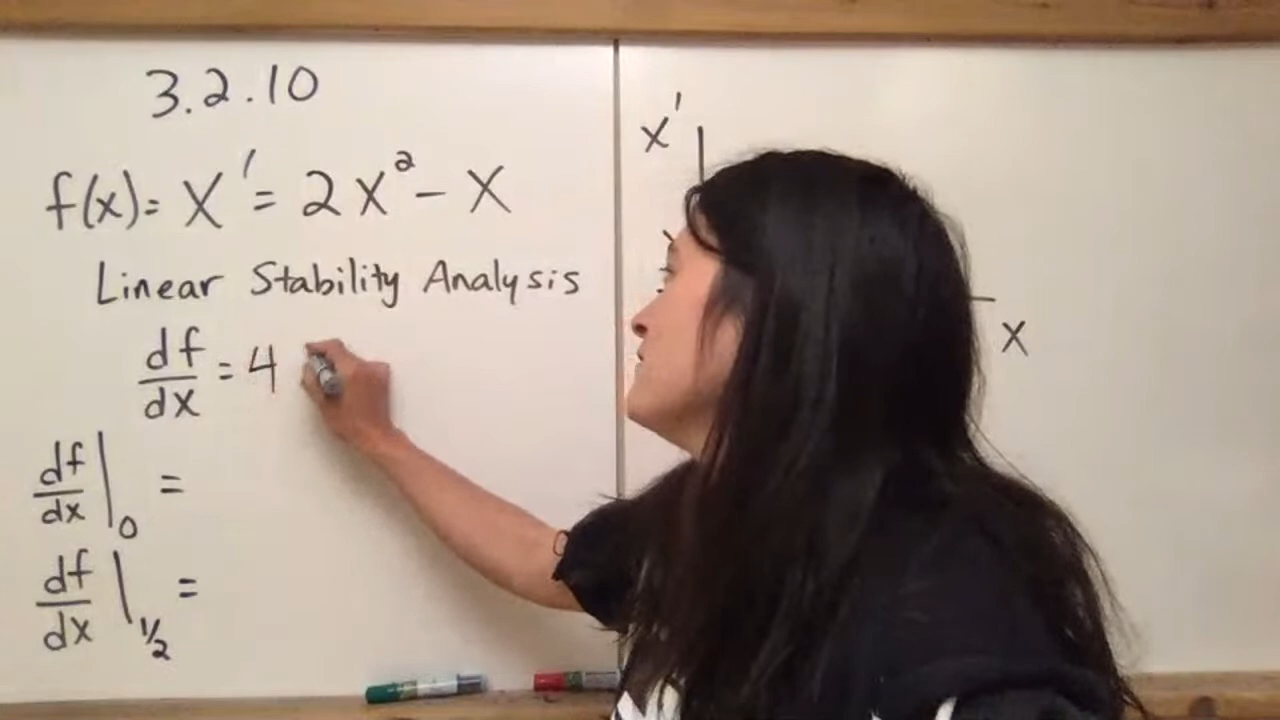 3.2.10
f(x) = x' = 2x² - x
Linear Stability Analysis
df/dx = 4
df/dx |₀ =
df/dx |½ =
x'
x